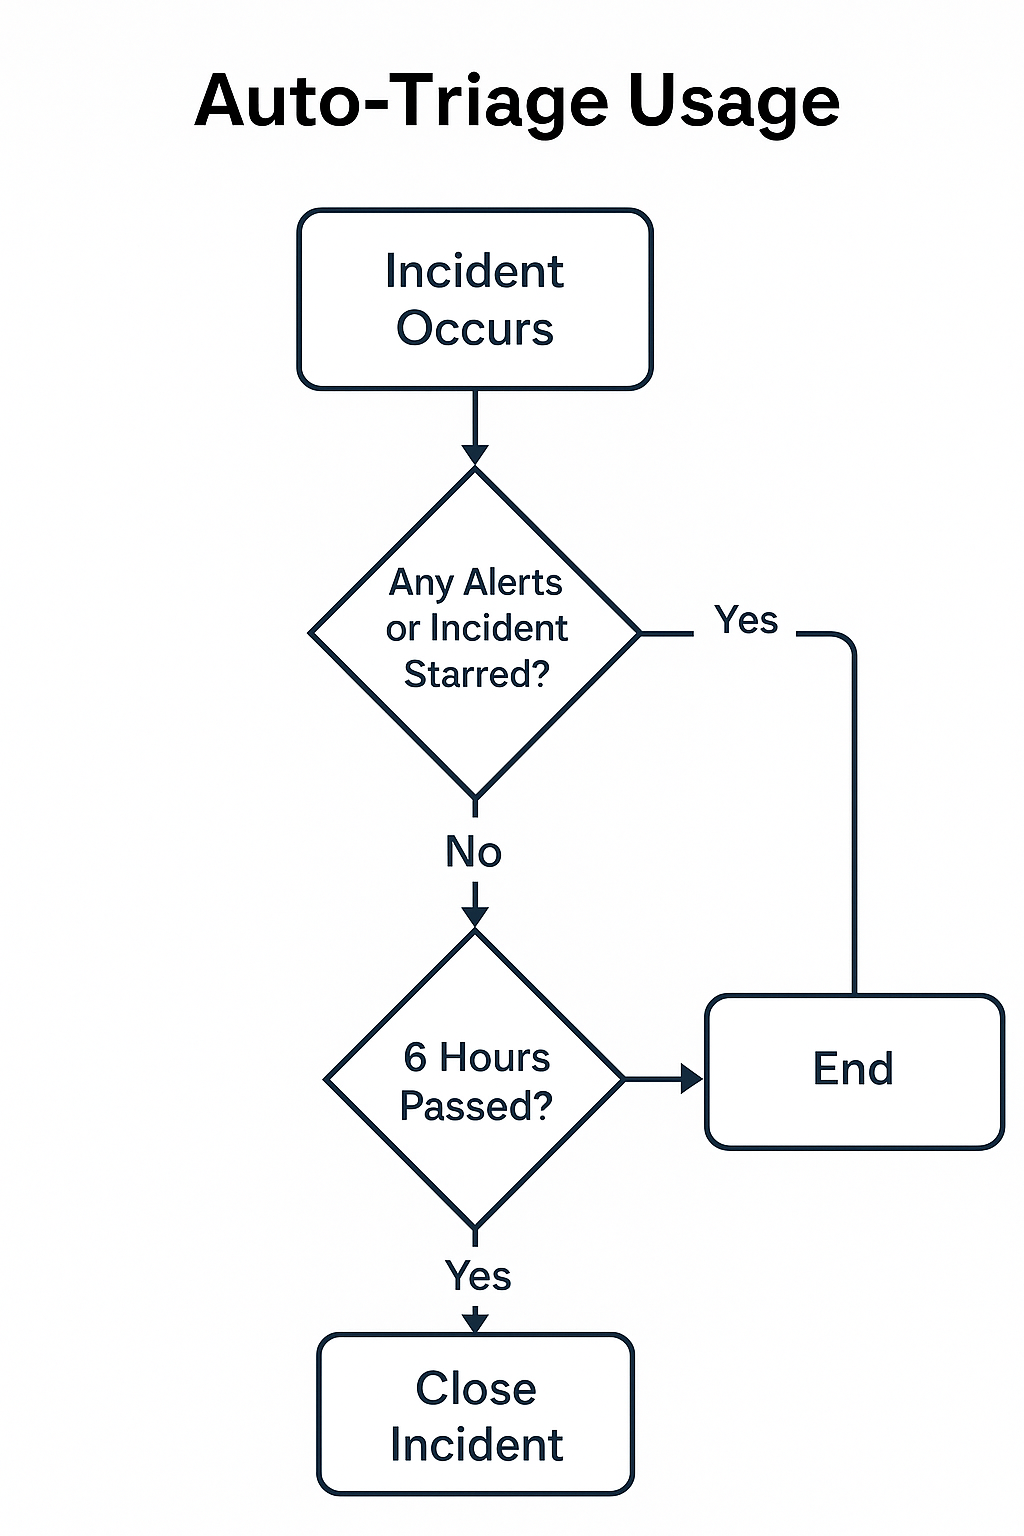 Auto-Triage Usage
Incident
Occurs
Any Alerts
or Incident
Starred?
Yes
No
6 Hours
Passed?
End
Yes
Close
Incident